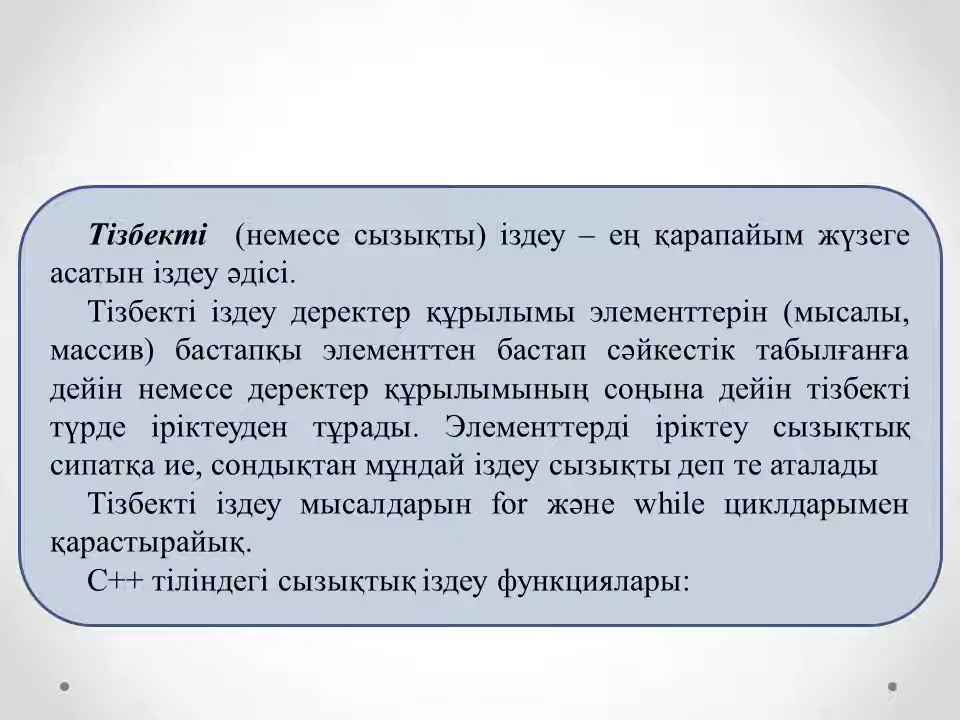 Тізбекті (немесе сызықты) іздеу – ең қарапайым жүзеге
асатын іздеу әдісі.
Тізбекті іздеу деректер құрылымы элементтерін (мысалы,
массив) бастапқы элементтен бастап сәйкестік табылғанға
дейін немесе деректер құрылымының соңына дейін тізбекті
түрде іріктеуден тұрады. Элементтерді іріктеу сызықтық
сипатқа ие, сондықтан мұндай іздеу сызықты деп те аталады
Тізбекті іздеу мысалдарын for және while циклдарымен
қарастырайық.
C++ тіліндегі сызықтық іздеу функциялары: